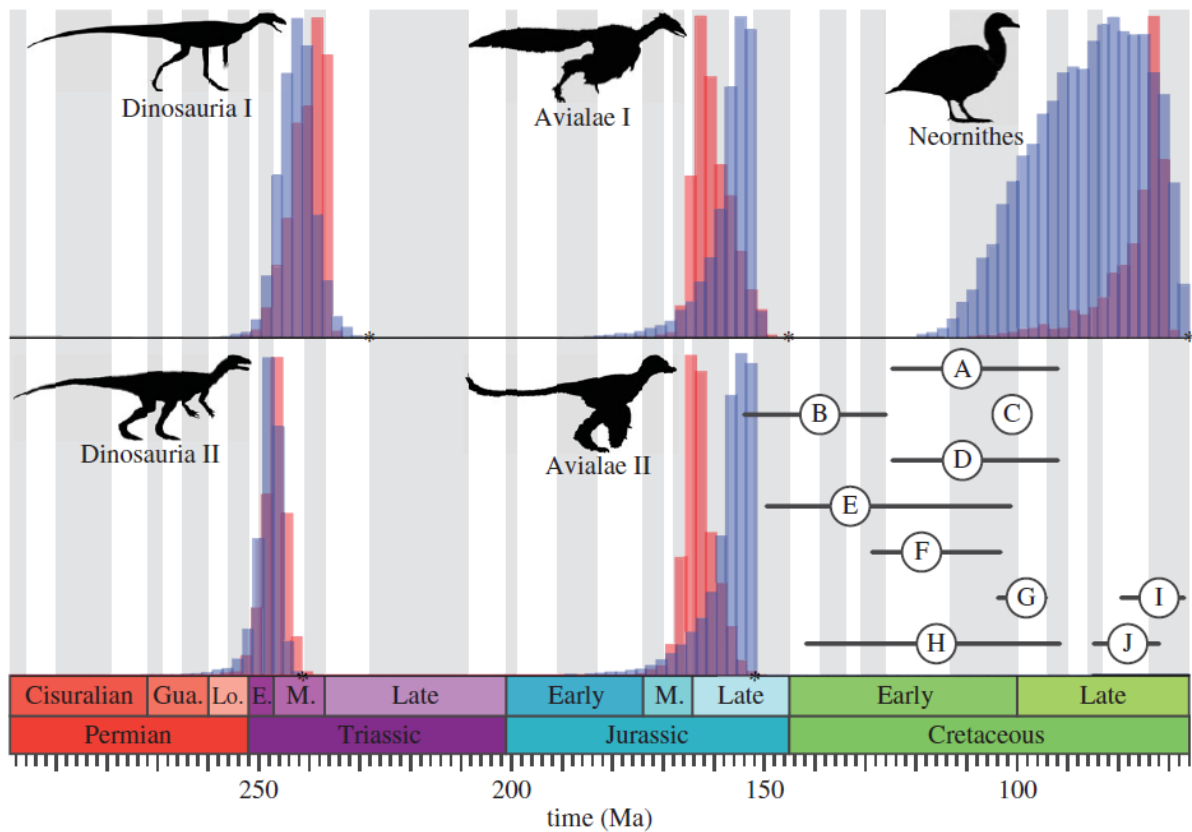 Dinosauria I
Avialae I
Neornithes
*
*
*
Dinosauria II
Avialae II
A
B
C
D
E
F
G
I
H
J
*
*
Cisuralian Gua. Lo. E. M. Late Early M. Late Early Late
Permian Triassic Jurassic Cretaceous
250 200 150 100
time (Ma)